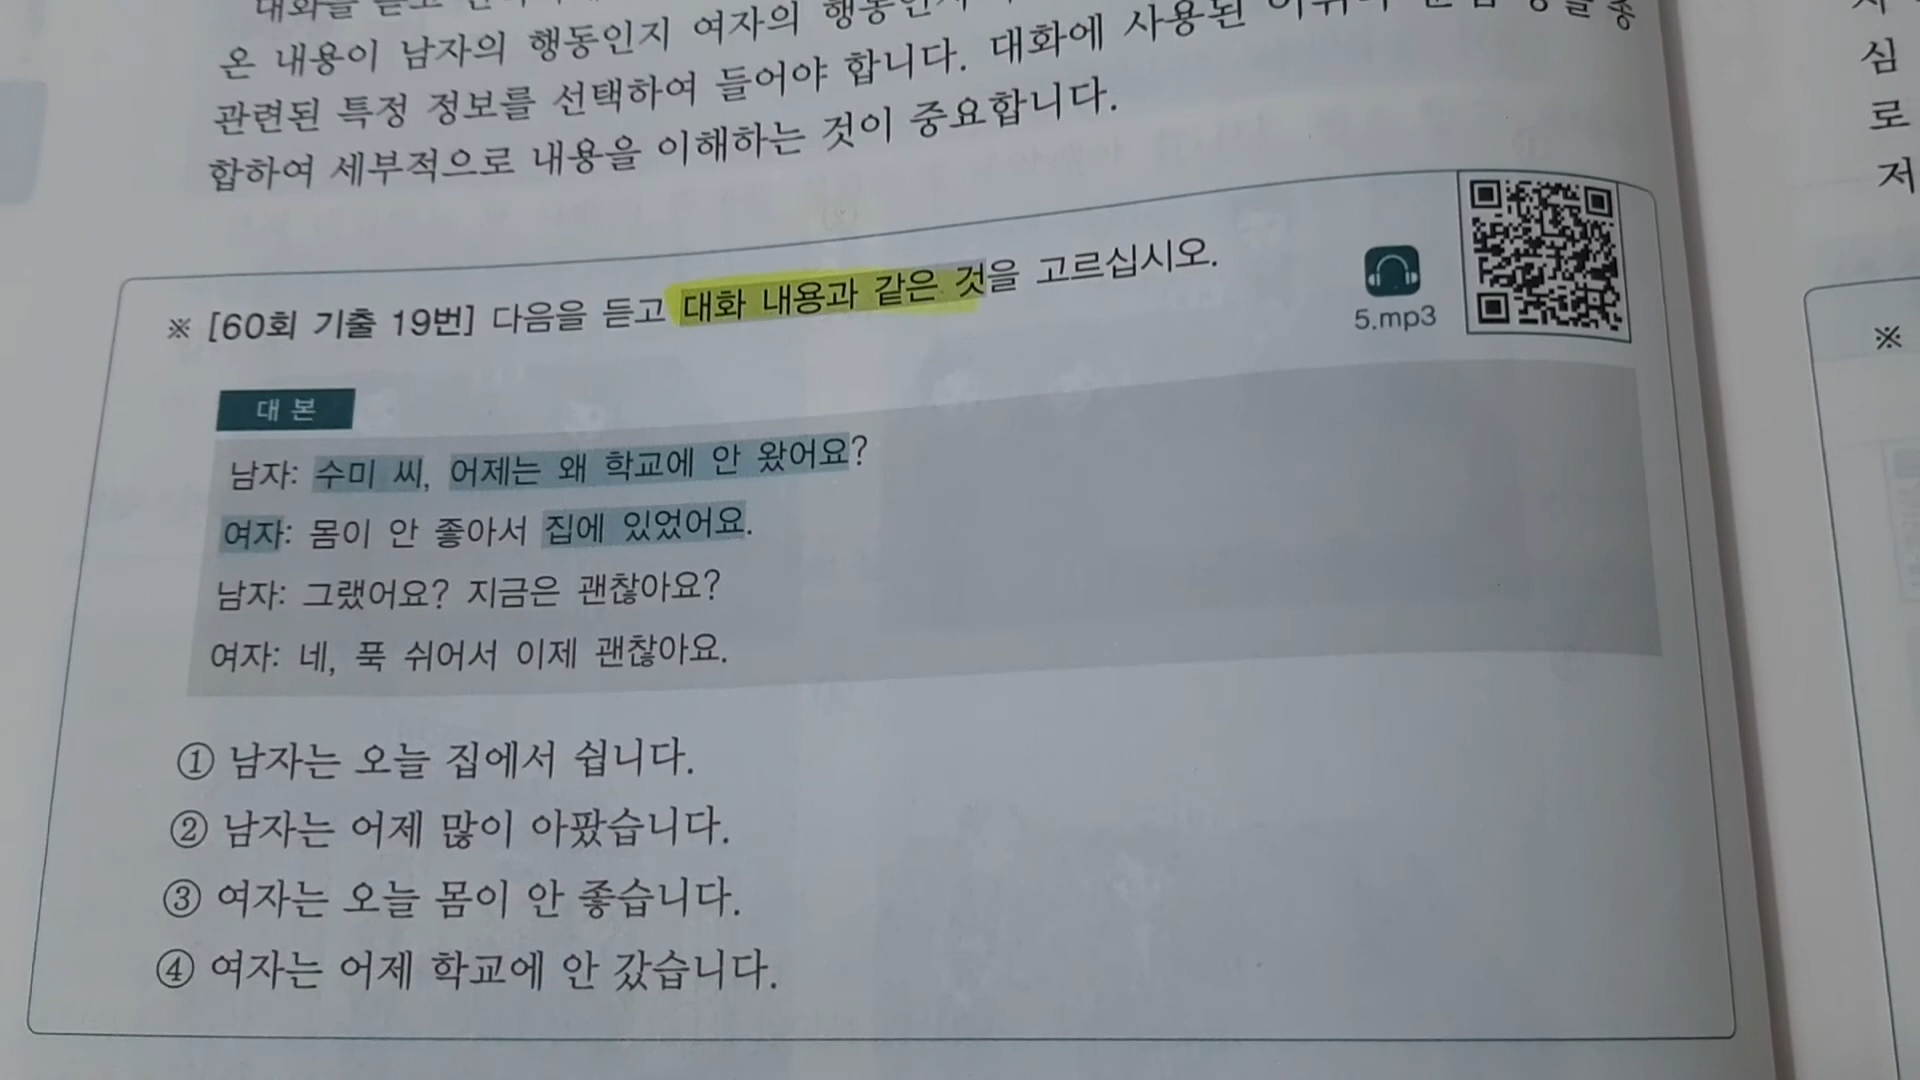 대화를 듣고
온 내용이 남자의 행동인지 여자의 행동인지
관련된 특정 정보를 선택하여 들어야 합니다. 대화에 사용된
합하여 세부적으로 내용을 이해하는 것이 중요합니다.
※ [60회 기출 19번] 다음을 듣고 대화 내용과 같은 것을 고르십시오.
5.mp3
대본
남자: 수미 씨, 어제는 왜 학교에 안 왔어요?
여자: 몸이 안 좋아서 집에 있었어요.
남자: 그랬어요? 지금은 괜찮아요?
여자: 네, 푹 쉬어서 이제 괜찮아요.
① 남자는 오늘 집에서 쉽니다.
② 남자는 어제 많이 아팠습니다.
③ 여자는 오늘 몸이 안 좋습니다.
④ 여자는 어제 학교에 안 갔습니다.
심
로
저
※